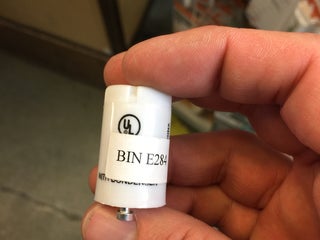 UL
BIN E284
WITH CONDENSER